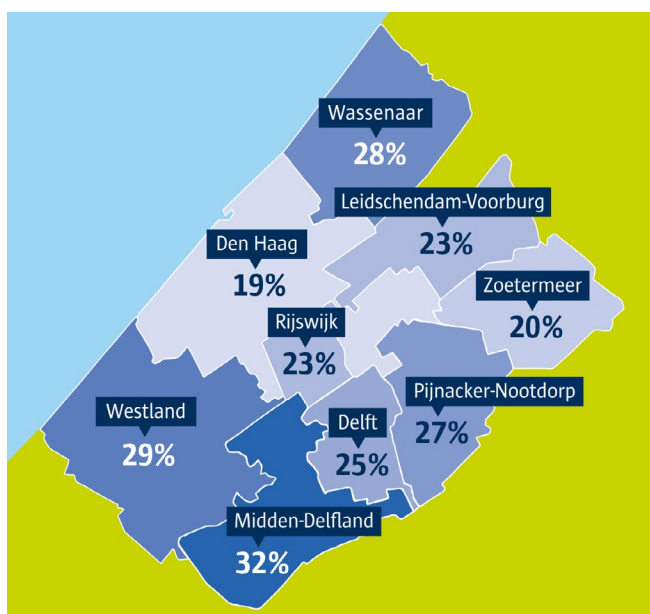 Wassenaar
28%
Leidschendam-Voorburg
23%
Den Haag
19%
Zoetermeer
20%
Rijswijk
23%
Pijnacker-Nootdorp
27%
Westland
29%
Delft
25%
Midden-Delfland
32%